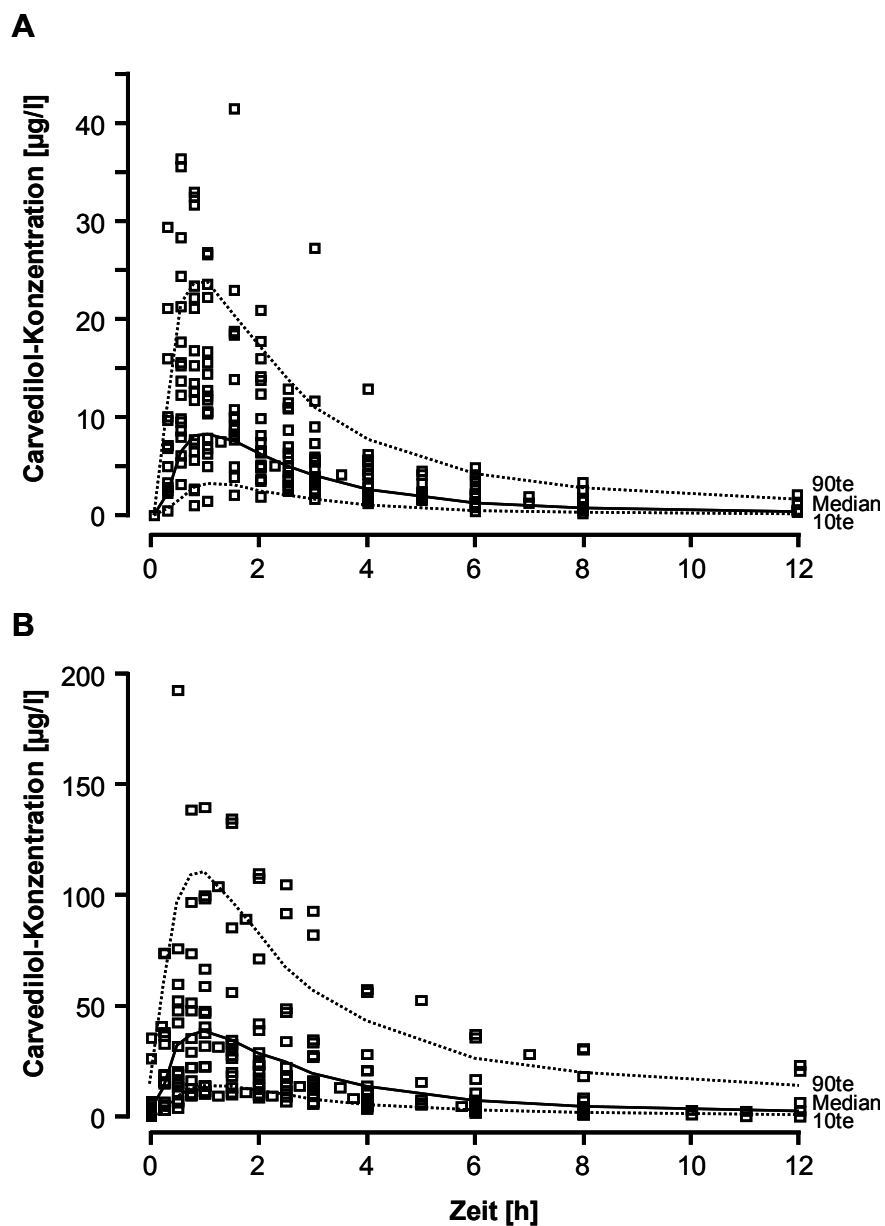 A
Carvedilol-Konzentration [µg/l]
40
30
20
10
0
90te
Median
10te
0 2 4 6 8 10 12
B
Carvedilol-Konzentration [µg/l]
200
150
100
50
0
90te
Median
10te
0 2 4 6 8 10 12
Zeit [h]